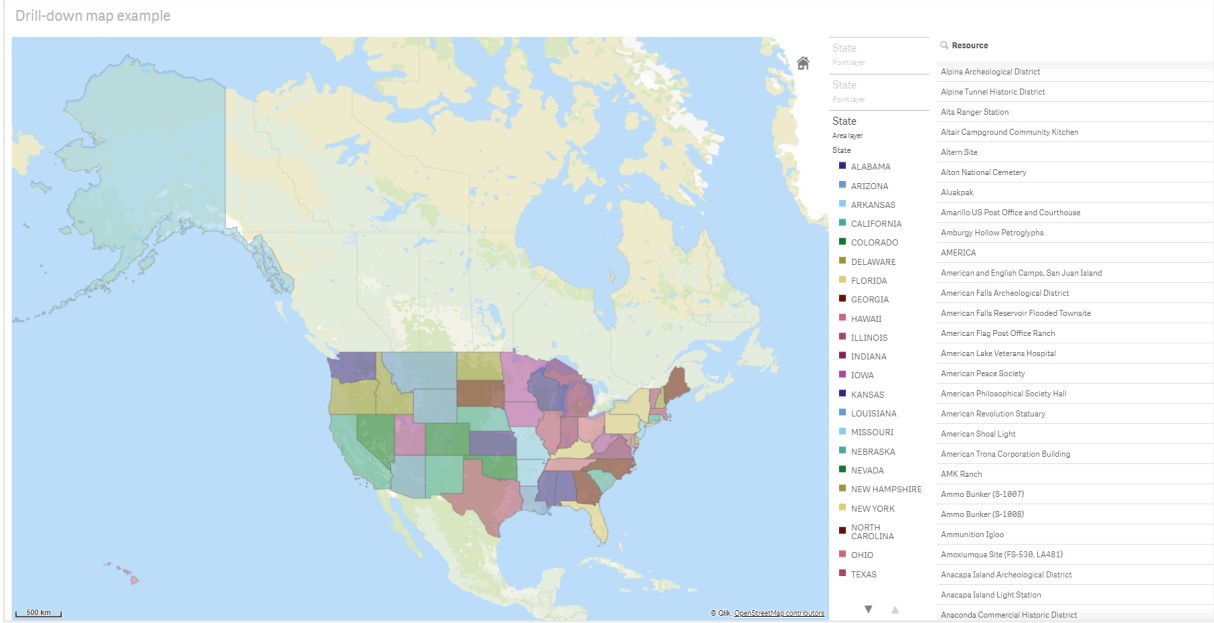 Drill-down map example
State
Point layer
State
Point layer
State
Area layer
State
ALABAMA
ARIZONA
ARKANSAS
CALIFORNIA
COLORADO
DELAWARE
FLORIDA
GEORGIA
HAWAII
ILLINOIS
INDIANA
IOWA
KANSAS
LOUISIANA
MISSOURI
NEBRASKA
NEVADA
NEW HAMPSHIRE
NEW YORK
NORTH
CAROLINA
OHIO
TEXAS
Resource
Alpina Archeological District
Alpine Tunnel Historic District
Alta Ranger Station
Altair Campground Community Kitchen
Altern Site
Alton National Cemetery
Aluakpak
Amarillo US Post Office and Courthouse
Amburgy Hollow Petroglyphs
AMERICA
American and English Camps, San Juan Island
American Falls Archeological District
American Falls Reservoir Flooded Townsite
American Flag Post Office Ranch
American Lake Veterans Hospital
American Peace Society
American Philosophical Society Hall
American Revolution Statuary
American Shoal Light
American Trona Corporation Building
AMK Ranch
Ammo Bunker (S-1007)
Ammo Bunker (S-1008)
Ammunition Igloo
Amoxiumqua Site (FS-530, LA481)
Anacapa Island Archeological District
Anacapa Island Light Station
Anaconda Commercial Historic District
500 km
© Qlik, OpenStreetMap contributors